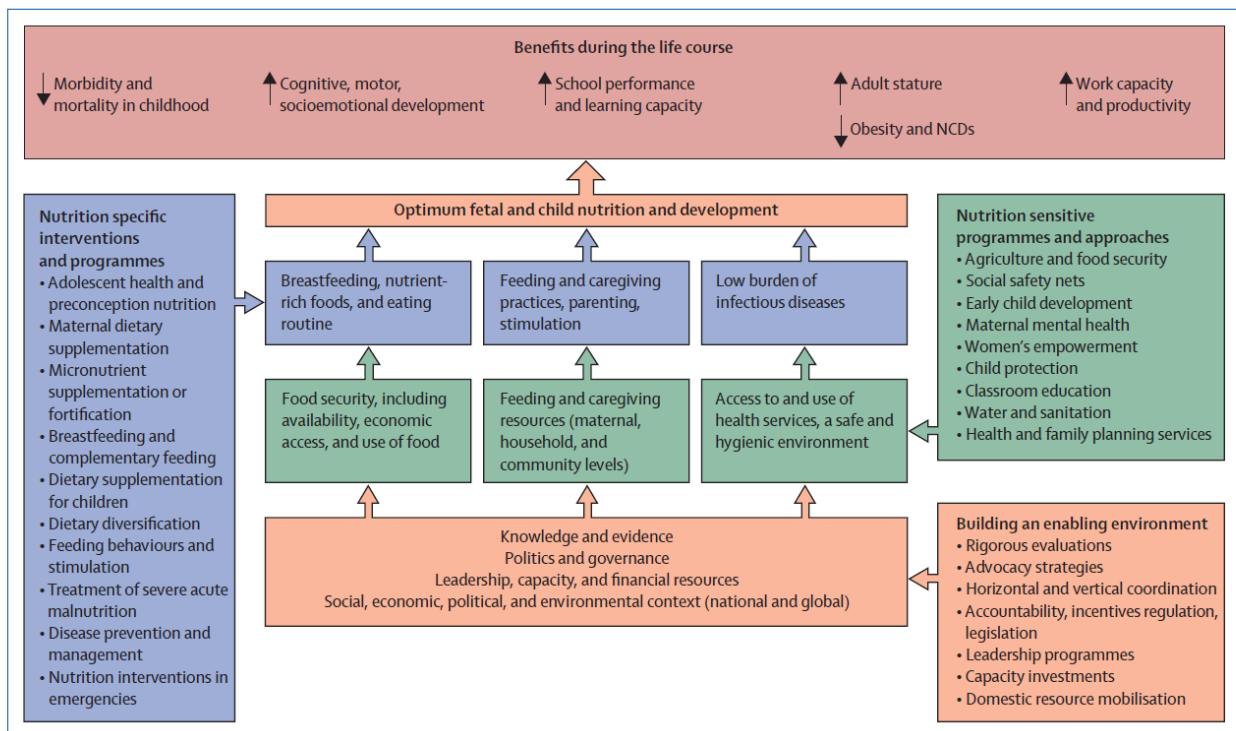 Benefits during the life course
Morbidity and
mortality in childhood
Cognitive, motor,
socioemotional development
School performance
and learning capacity
Adult stature
Obesity and NCDs
Work capacity
and productivity
Nutrition specific
interventions
and programmes
• Adolescent health and
preconception nutrition
• Maternal dietary
supplementation
• Micronutrient
supplementation or
fortification
• Breastfeeding and
complementary feeding
• Dietary supplementation
for children
• Dietary diversification
• Feeding behaviours and
stimulation
• Treatment of severe acute
malnutrition
• Disease prevention and
management
• Nutrition interventions in
emergencies
Optimum fetal and child nutrition and development
Breastfeeding, nutrient-
rich foods, and eating
routine
Feeding and caregiving
practices, parenting,
stimulation
Low burden of
infectious diseases
Food security, including
availability, economic
access, and use of food
Feeding and caregiving
resources (maternal,
household, and
community levels)
Access to and use of
health services, a safe and
hygienic environment
Knowledge and evidence
Politics and governance
Leadership, capacity, and financial resources
Social, economic, political, and environmental context (national and global)
Nutrition sensitive
programmes and approaches
• Agriculture and food security
• Social safety nets
• Early child development
• Maternal mental health
• Women's empowerment
• Child protection
• Classroom education
• Water and sanitation
• Health and family planning services
Building an enabling environment
• Rigorous evaluations
• Advocacy strategies
• Horizontal and vertical coordination
• Accountability, incentives regulation,
legislation
• Leadership programmes
• Capacity investments
• Domestic resource mobilisation